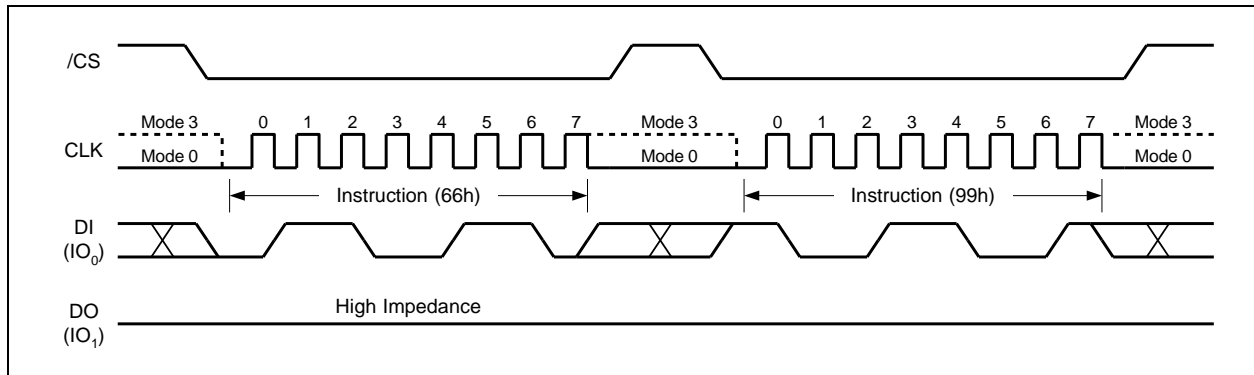 /CS
Mode 3 0 1 2 3 4 5 6 7 Mode 3 0 1 2 3 4 5 6 7 Mode 3
CLK Mode 0 Mode 0 Mode 0
Instruction (66h) Instruction (99h)
DI
(IO₀)
DO High Impedance
(IO₁)